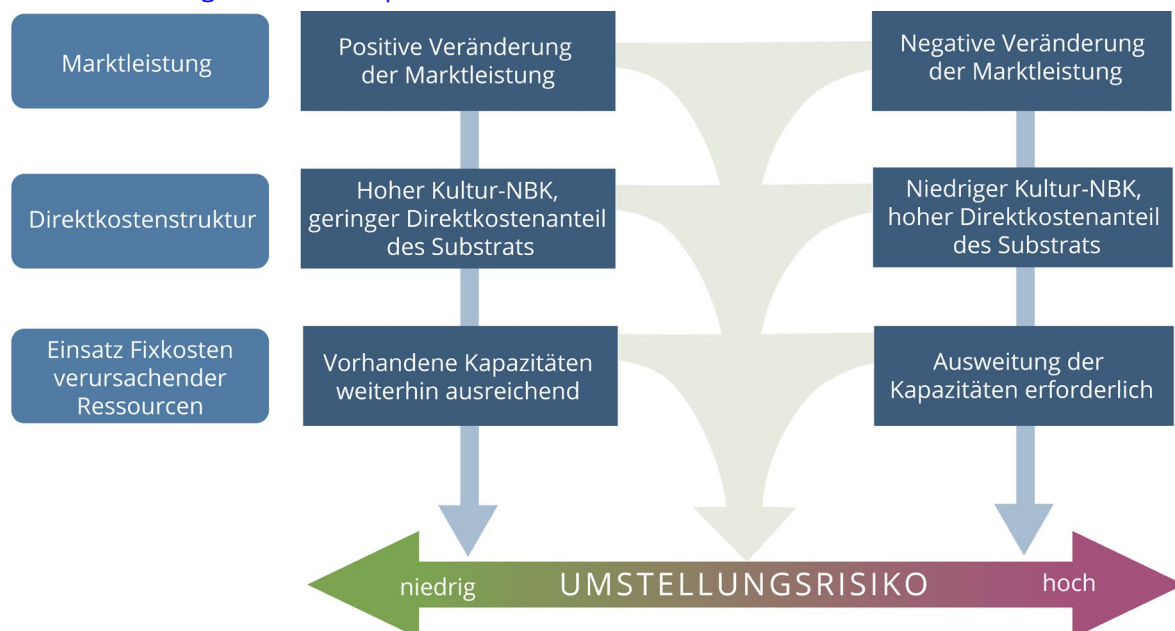 Marktleistung
Positive Veränderung
der Marktleistung
Negative Veränderung
der Marktleistung
Direktkostenstruktur
Hoher Kultur-NBK,
geringer Direktkostenanteil
des Substrats
Niedriger Kultur-NBK,
hoher Direktkostenanteil
des Substrats
Einsatz Fixkosten
verursachender
Ressourcen
Vorhandene Kapazitäten
weiterhin ausreichend
Ausweitung der
Kapazitäten erforderlich
niedrig UMSTELLUNGSRISIKO hoch